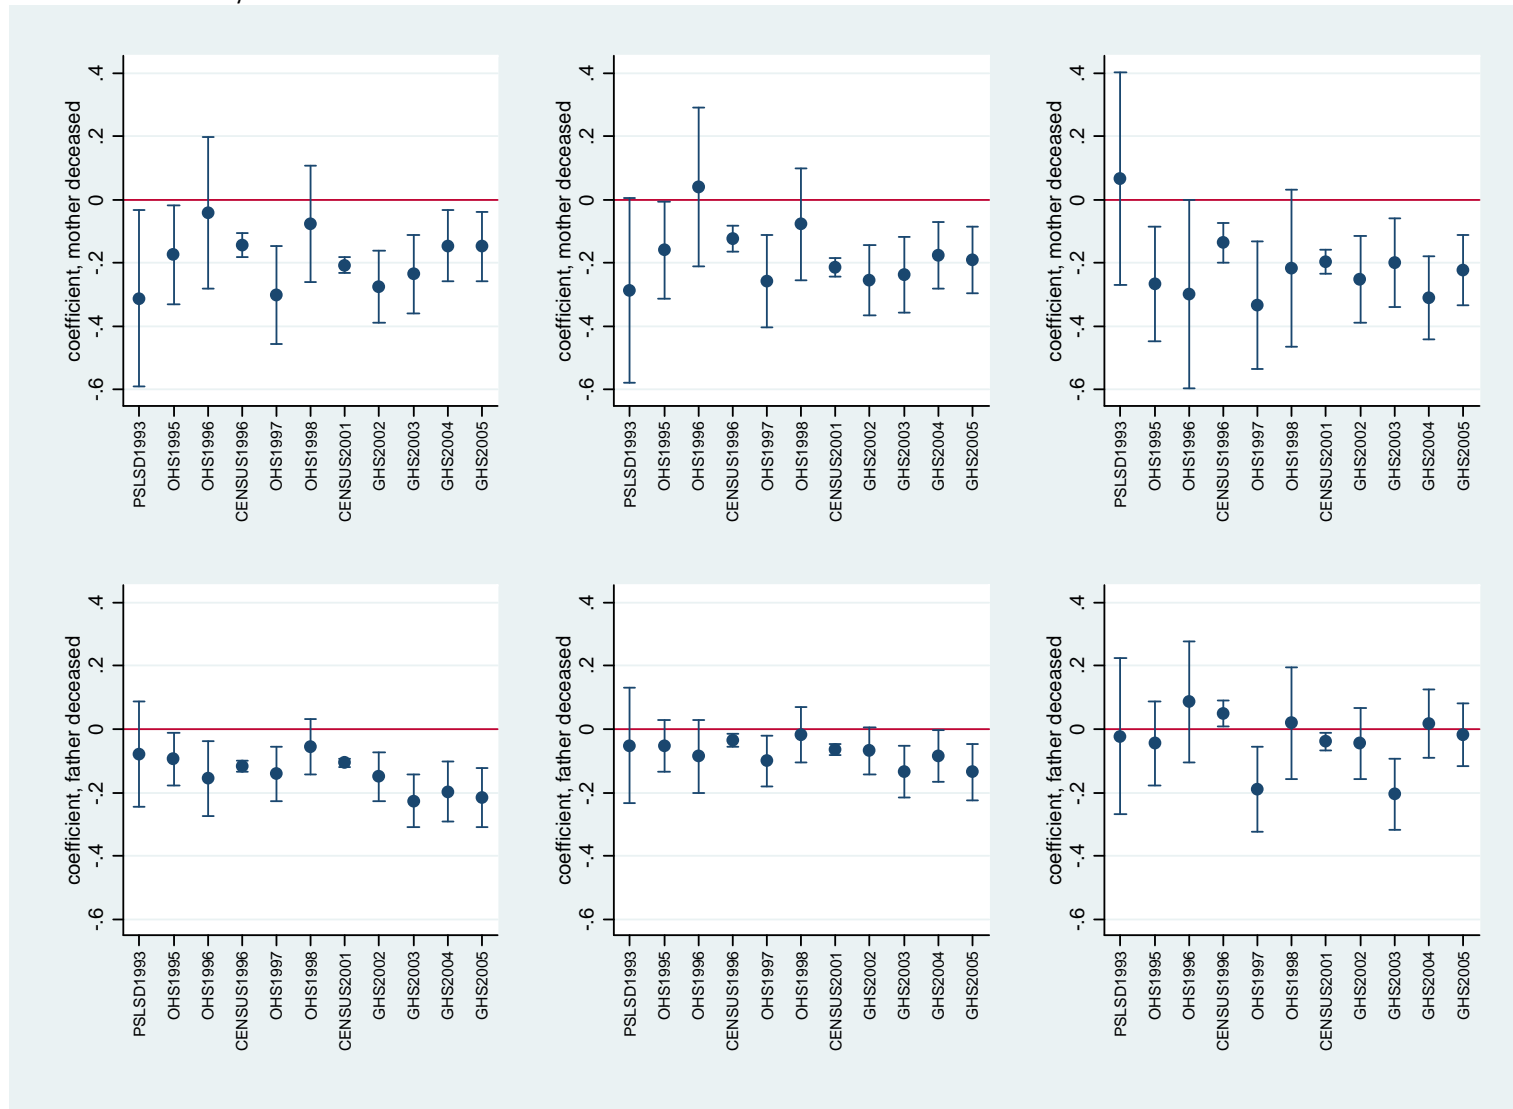 coefficient, mother deceased
.4
.2
0
-.2
-.4
-.6
PSLSD1993
OHS1995
OHS1996
CENSUS1996
OHS1997
OHS1998
CENSUS2001
GHS2002
GHS2003
GHS2004
GHS2005
coefficient, mother deceased
.4
.2
0
-.2
-.4
-.6
PSLSD1993
OHS1995
OHS1996
CENSUS1996
OHS1997
OHS1998
CENSUS2001
GHS2002
GHS2003
GHS2004
GHS2005
coefficient, mother deceased
.4
.2
0
-.2
-.4
-.6
PSLSD1993
OHS1995
OHS1996
CENSUS1996
OHS1997
OHS1998
CENSUS2001
GHS2002
GHS2003
GHS2004
GHS2005
coefficient, father deceased
.4
.2
0
-.2
-.4
-.6
PSLSD1993
OHS1995
OHS1996
CENSUS1996
OHS1997
OHS1998
CENSUS2001
GHS2002
GHS2003
GHS2004
GHS2005
coefficient, father deceased
.4
.2
0
-.2
-.4
-.6
PSLSD1993
OHS1995
OHS1996
CENSUS1996
OHS1997
OHS1998
CENSUS2001
GHS2002
GHS2003
GHS2004
GHS2005
coefficient, father deceased
.4
.2
0
-.2
-.4
-.6
PSLSD1993
OHS1995
OHS1996
CENSUS1996
OHS1997
OHS1998
CENSUS2001
GHS2002
GHS2003
GHS2004
GHS2005